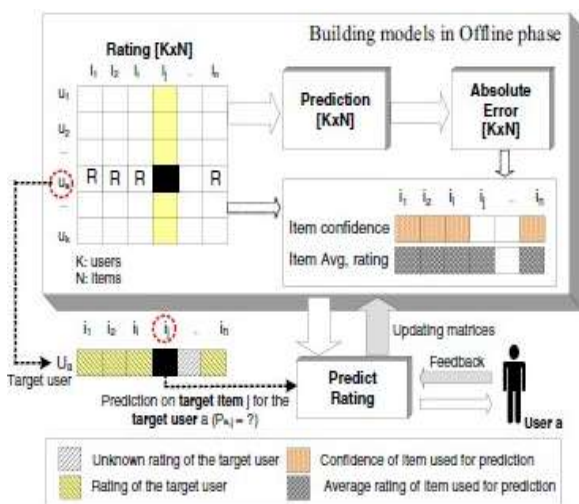 Building models in Offline phase
Rating [KxN]
i₁ i₂ iᵢ iⱼ . iₙ
u₁
u₂
...
uₐ R R R R
...
uₖ
K: users
N: Items
Prediction
[KxN]
Absolute
Error
[KxN]
i₁ i₂ iᵢ iⱼ .. iₙ
Item confidence
Item Avg, rating
i₁ i₂ iᵢ iⱼ . iₙ
Uₐ
Target user
Updating matrices
Predict
Rating
Feedback
User a
Prediction on target item j for the
target user a (Pₐ,ⱼ = ?)
Unknown rating of the target user
Rating of the target user
Confidence of item used for prediction
Average rating of item used for prediction